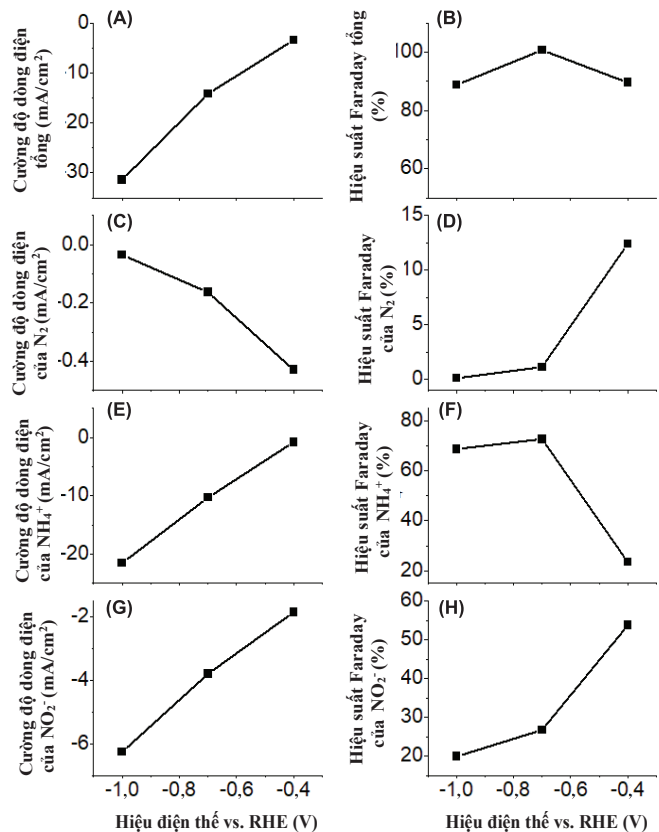 (A)
Cường độ dòng điện
tổng (mA/cm²)
0
-10
-20
-30
(B)
Hiệu suất Faraday tổng
(%)
100
80
60
(C)
Cường độ dòng điện
của N₂ (mA/cm²)
0.0
-0.2
-0.4
(D)
Hiệu suất Faraday
của N₂ (%)
15
10
5
0
(E)
Cường độ dòng điện
của NH₄⁺ (mA/cm²)
0
-10
-20
(F)
Hiệu suất Faraday
của NH₄⁺ (%)
80
60
40
20
(G)
Cường độ dòng điện
của NO₂⁻ (mA/cm²)
-2
-4
-6
(H)
Hiệu suất Faraday
của NO₂⁻ (%)
60
50
40
30
20
-1,0 -0,8 -0,6 -0,4
Hiệu điện thế vs. RHE (V)
-1,0 -0,8 -0,6 -0,4
Hiệu điện thế vs. RHE (V)